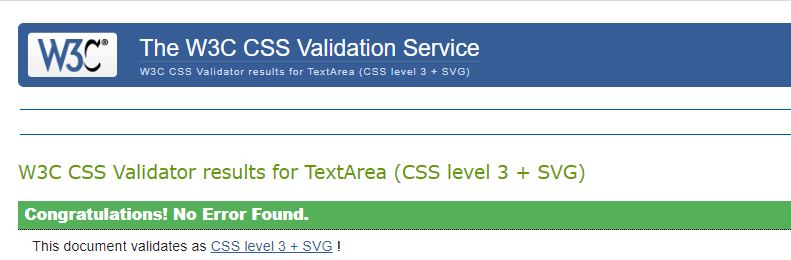 W3C®
The W3C CSS Validation Service
W3C CSS Validator results for TextArea (CSS level 3 + SVG)
W3C CSS Validator results for TextArea (CSS level 3 + SVG)
Congratulations! No Error Found.
This document validates as CSS level 3 + SVG !